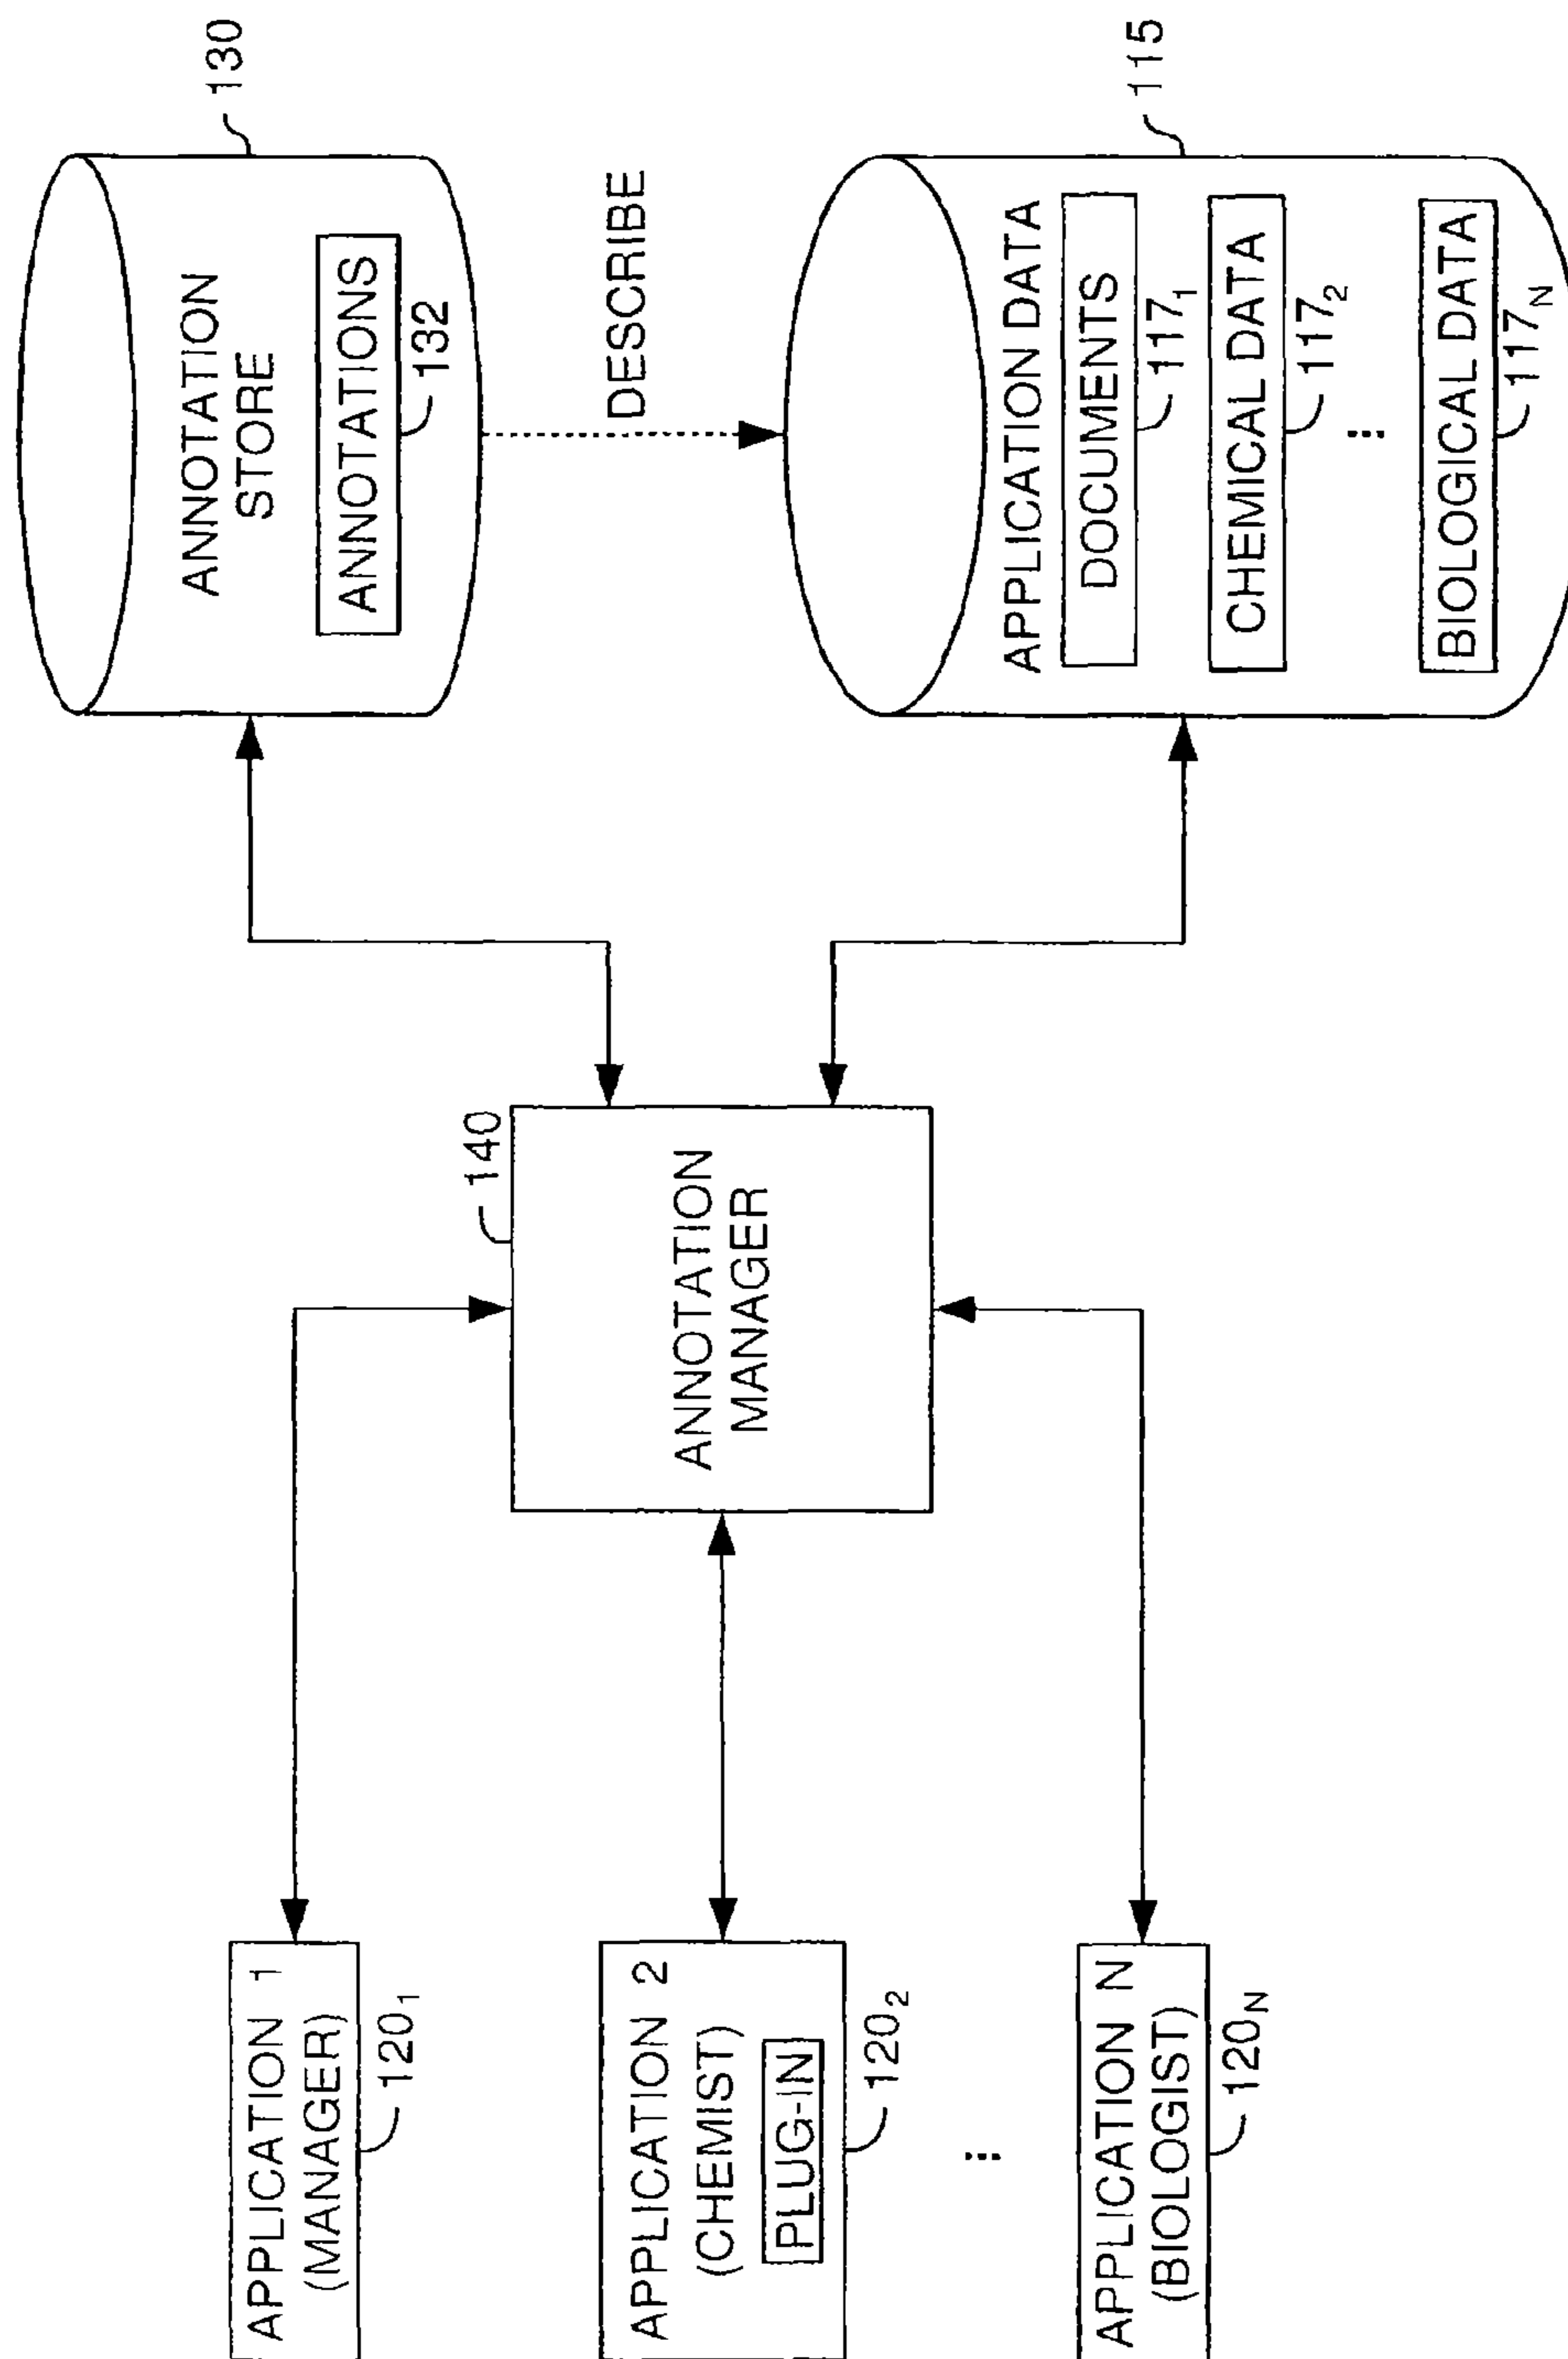 APPLICATION 1
(MANAGER)
120₁
APPLICATION 2
(CHEMIST)
PLUG-IN
120₂
⋮
APPLICATION N
(BIOLOGIST)
120ₙ
140
ANNOTATION
MANAGER
130
ANNOTATION
STORE
ANNOTATIONS
132
DESCRIBE
115
APPLICATION DATA
DOCUMENTS
117₁
CHEMICAL DATA
117₂
⋮
BIOLOGICAL DATA
117ₙ